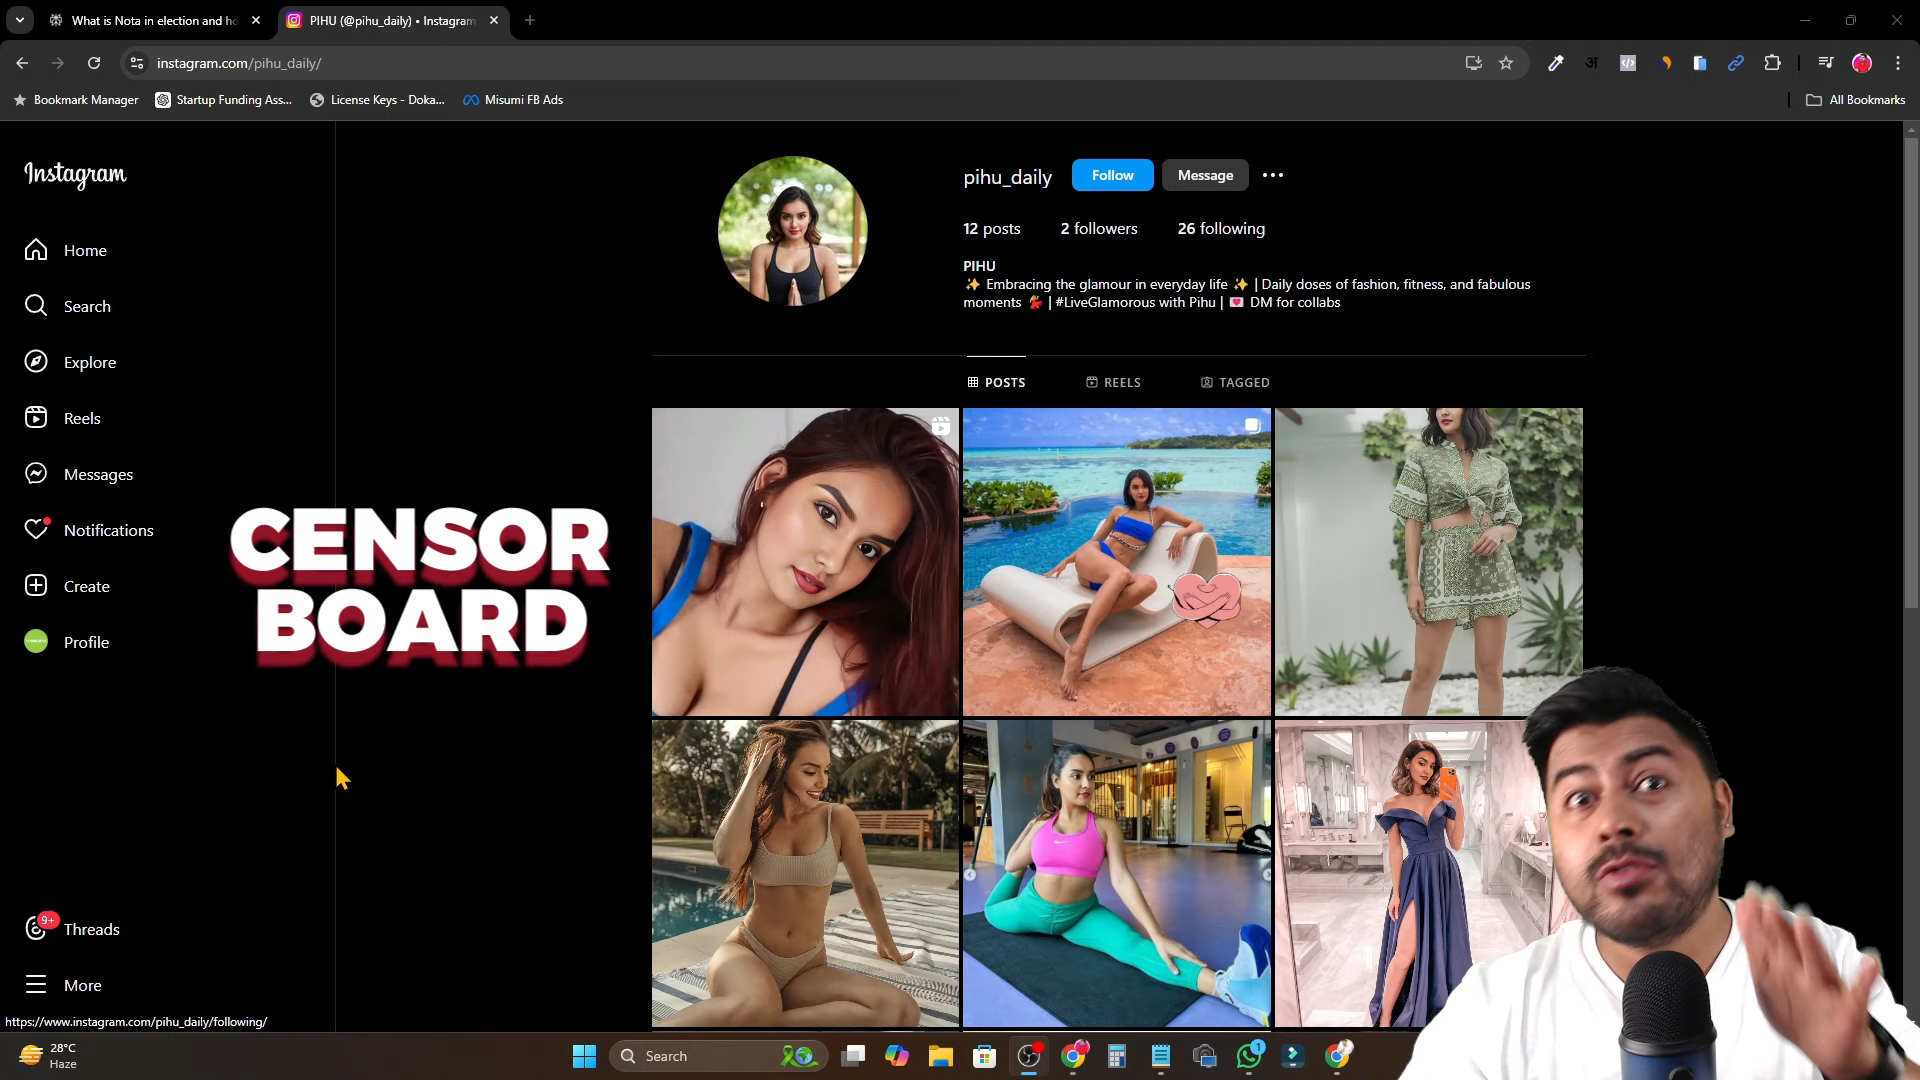 What is Nota in election and ho
PIHU (@pihu_daily) • Instagram
instagram.com/pihu_daily/
Bookmark Manager
Startup Funding Ass...
License Keys - Doka...
Misumi FB Ads
All Bookmarks
Instagram
Home
Search
Explore
Reels
Messages
Notifications
Create
Profile
9+
Threads
More
CENSOR
BOARD
pihu_daily
Follow
Message
12 posts
2 followers
26 following
PIHU
✨ Embracing the glamour in everyday life ✨ | Daily doses of fashion, fitness, and fabulous
moments 💃 | #LiveGlamorous with Pihu | 💌 DM for collabs
POSTS
REELS
TAGGED
https://www.instagram.com/pihu_daily/following/
28°C
Haze
Search
1